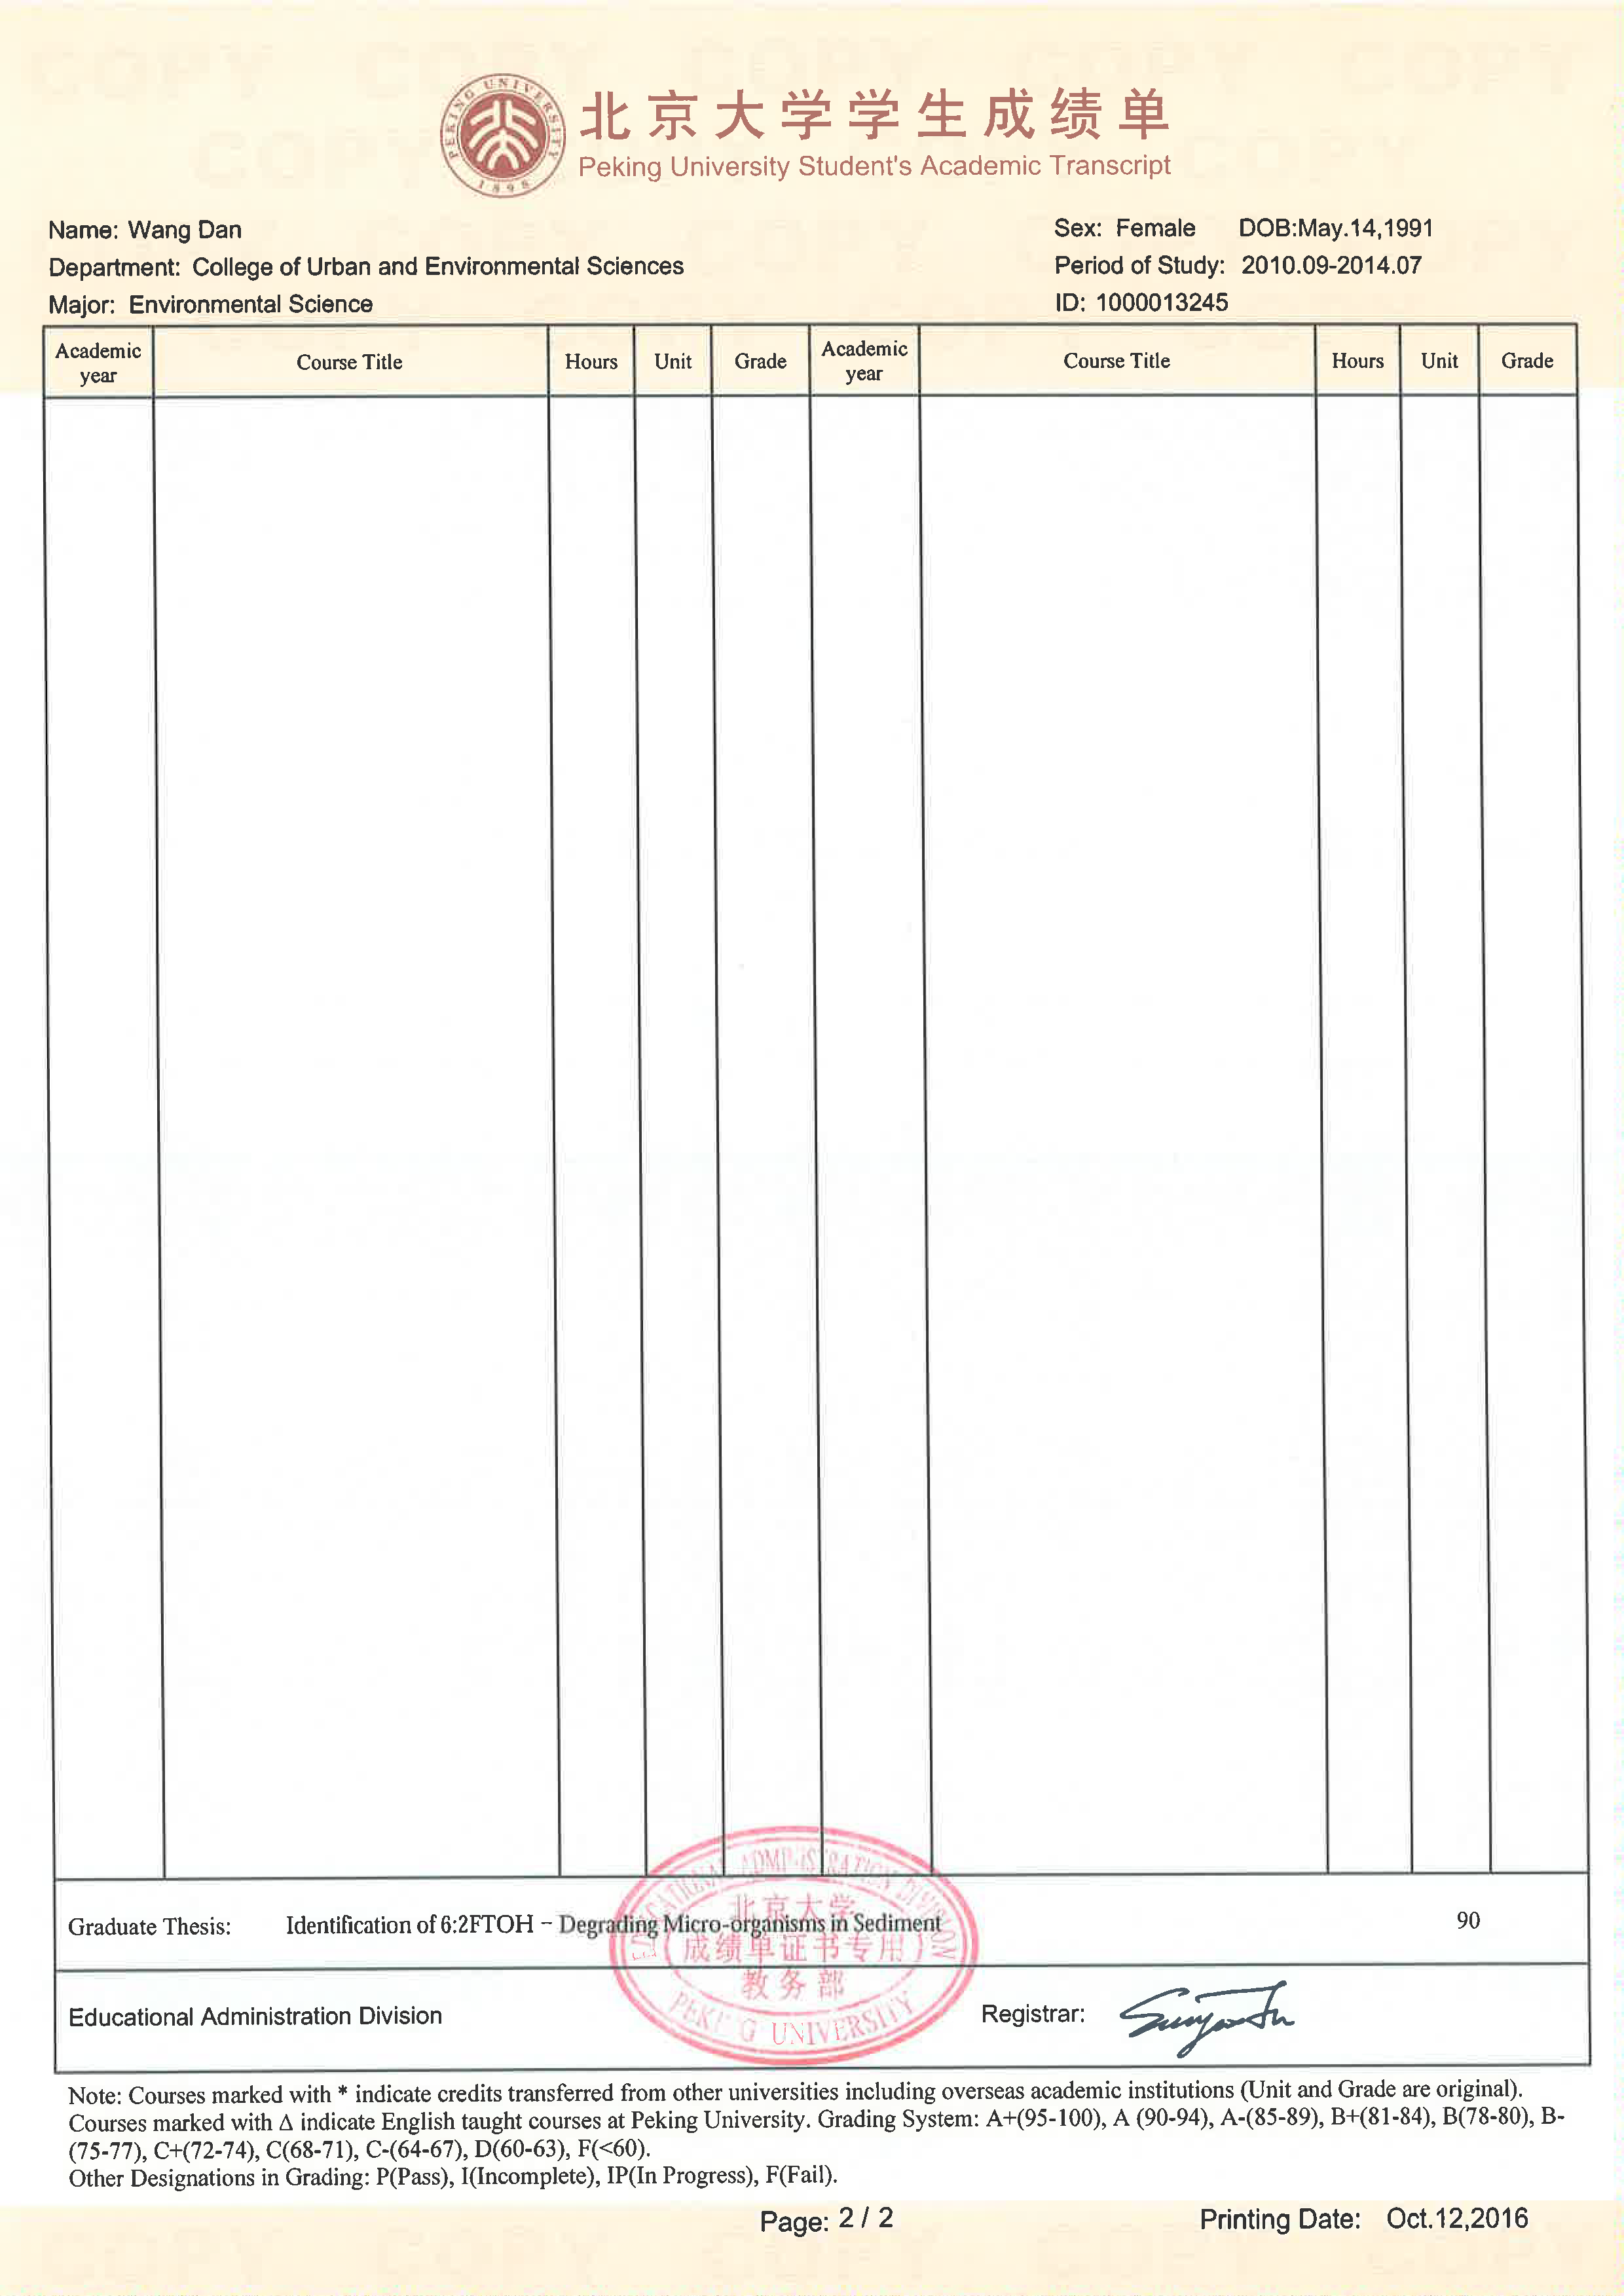 PEKING UNIVERSITY
1898
北京大学学生成绩单
Peking University Student's Academic Transcript
Name: Wang Dan
Sex: Female DOB:May.14,1991
Department: College of Urban and Environmental Sciences
Period of Study: 2010.09-2014.07
Major: Environmental Science
ID: 1000013245
Academic year Course Title Hours Unit Grade Academic year Course Title Hours Unit Grade
Graduate Thesis: Identification of 6:2FTOH - Degrading Micro-organisms in Sediment 90
EDUCATIONAL ADMINISTRATION DIVISION
北京大学
成绩单证书专用
教务部
PEKING UNIVERSITY
Educational Administration Division
Registrar:
Note: Courses marked with * indicate credits transferred from other universities including overseas academic institutions (Unit and Grade are original).
Courses marked with Δ indicate English taught courses at Peking University. Grading System: A+(95-100), A (90-94), A-(85-89), B+(81-84), B(78-80), B-
(75-77), C+(72-74), C(68-71), C-(64-67), D(60-63), F(<60).
Other Designations in Grading: P(Pass), I(Incomplete), IP(In Progress), F(Fail).
Page: 2 / 2
Printing Date: Oct.12,2016
COPY COPY COPY COPY COPY